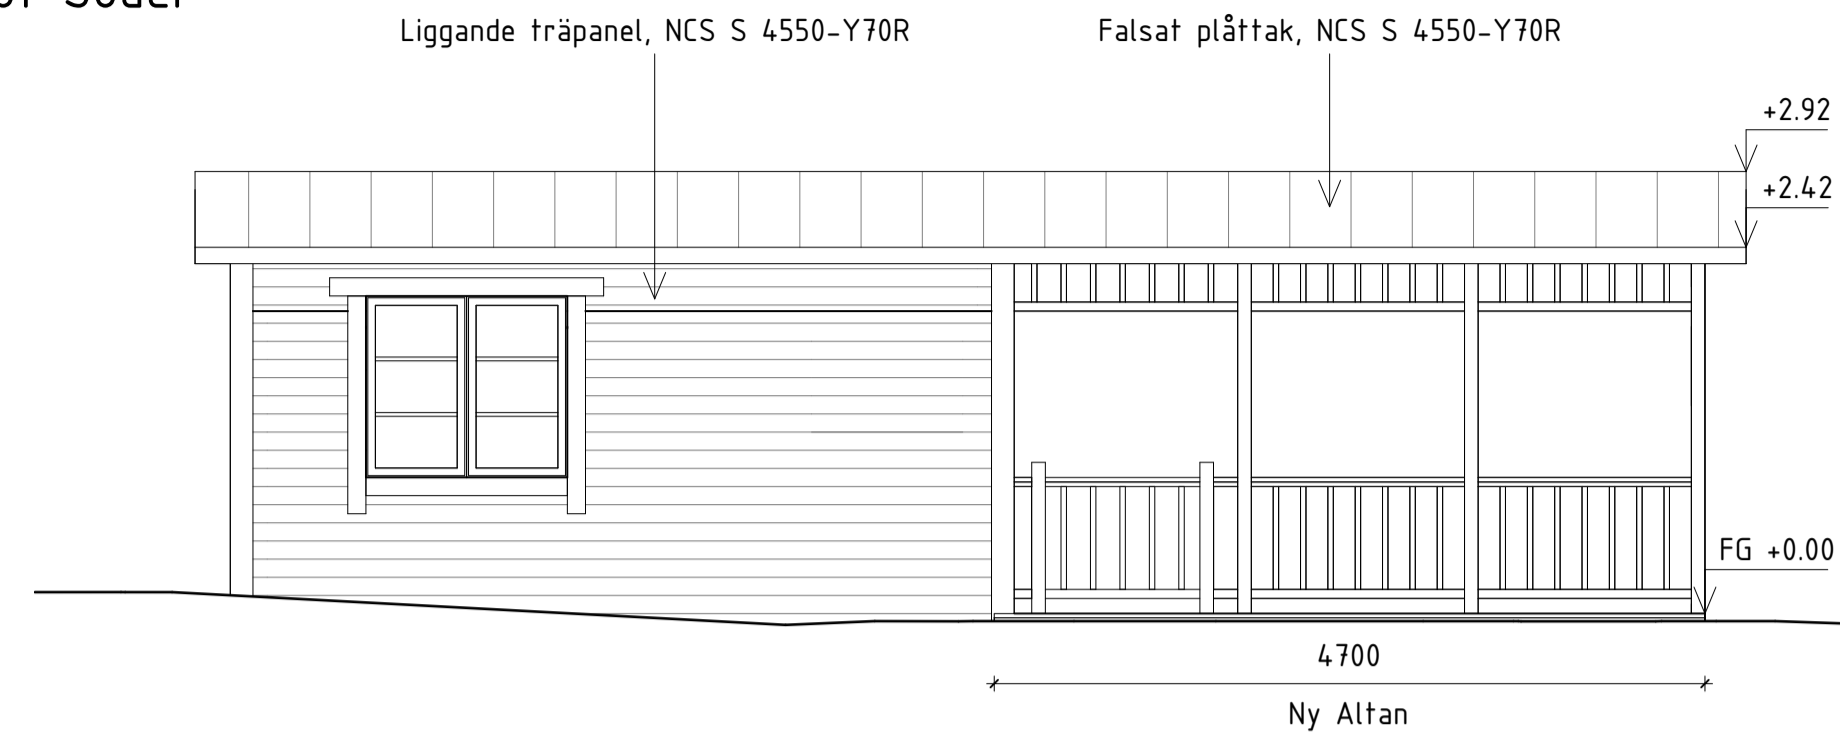 Liggande träpanel, NCS S 4550-Y70R
Falsat plåttak, NCS S 4550-Y70R
+2.92
+2.42
FG +0.00
4700
Ny Altan